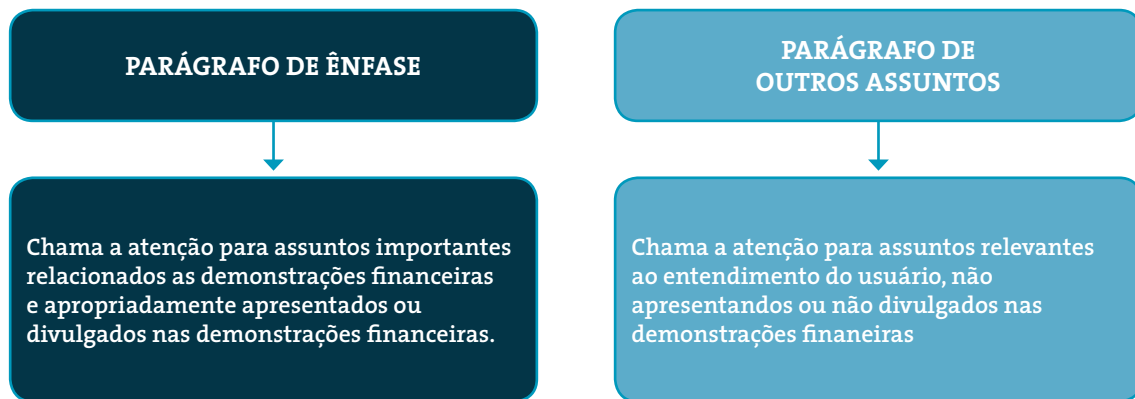 PARÁGRAFO DE ÊNFASE
PARÁGRAFO DE
OUTROS ASSUNTOS
Chama a atenção para assuntos importantes
relacionados as demonstrações financeiras
e apropriadamente apresentados ou
divulgados nas demonstrações financeiras.
Chama a atenção para assuntos relevantes
ao entendimento do usuário, não
apresentandos ou não divulgados nas
demonstrações finaneiras